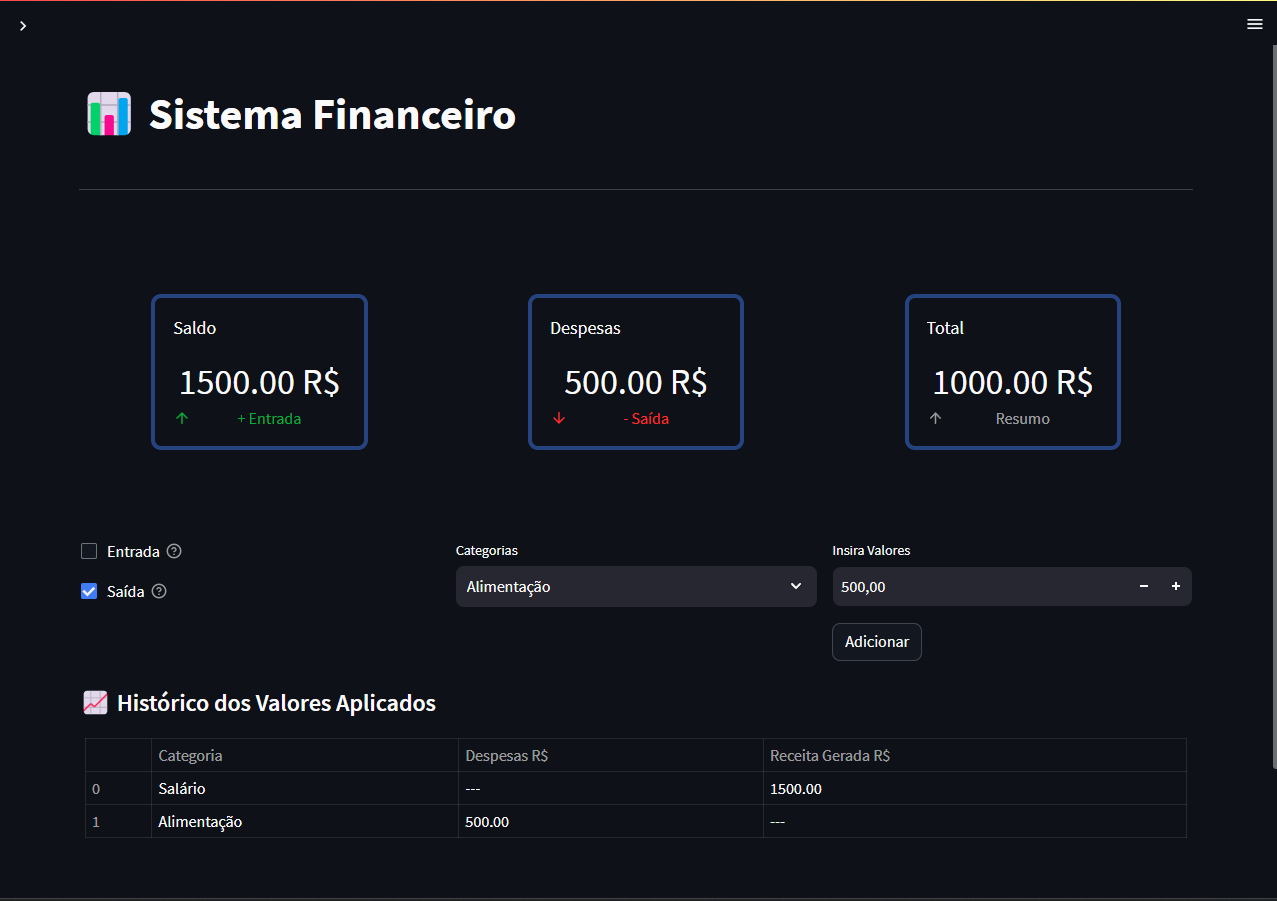 Sistema Financeiro
Saldo
1500.00 R$
+ Entrada
Despesas
500.00 R$
- Saída
Total
1000.00 R$
Resumo
Entrada
Saída
Categorias
Alimentação
Insira Valores
500,00
Adicionar
Histórico dos Valores Aplicados
Categoria Despesas R$ Receita Gerada R$
0 Salário --- 1500.00
1 Alimentação 500.00 ---